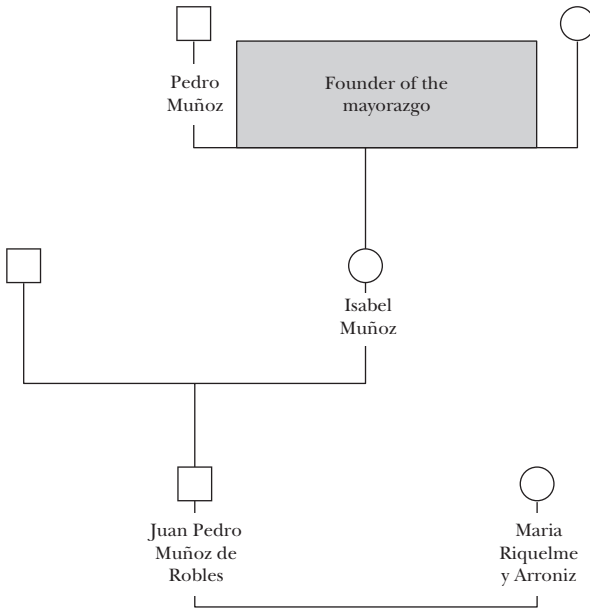 Pedro
Muñoz
Founder of the
mayorazgo
Isabel
Muñoz
Juan Pedro
Muñoz de
Robles
Maria
Riquelme
y Arroniz